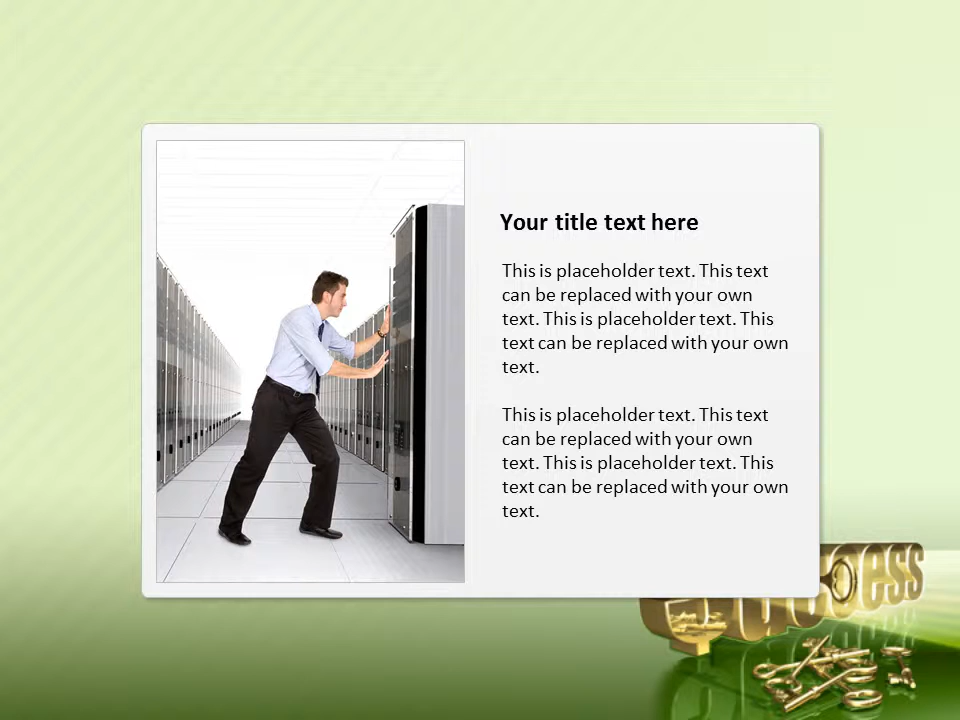 Your title text here
This is placeholder text. This text
can be replaced with your own
text. This is placeholder text. This
text can be replaced with your own
text.
This is placeholder text. This text
can be replaced with your own
text. This is placeholder text. This
text can be replaced with your own
text.
Success